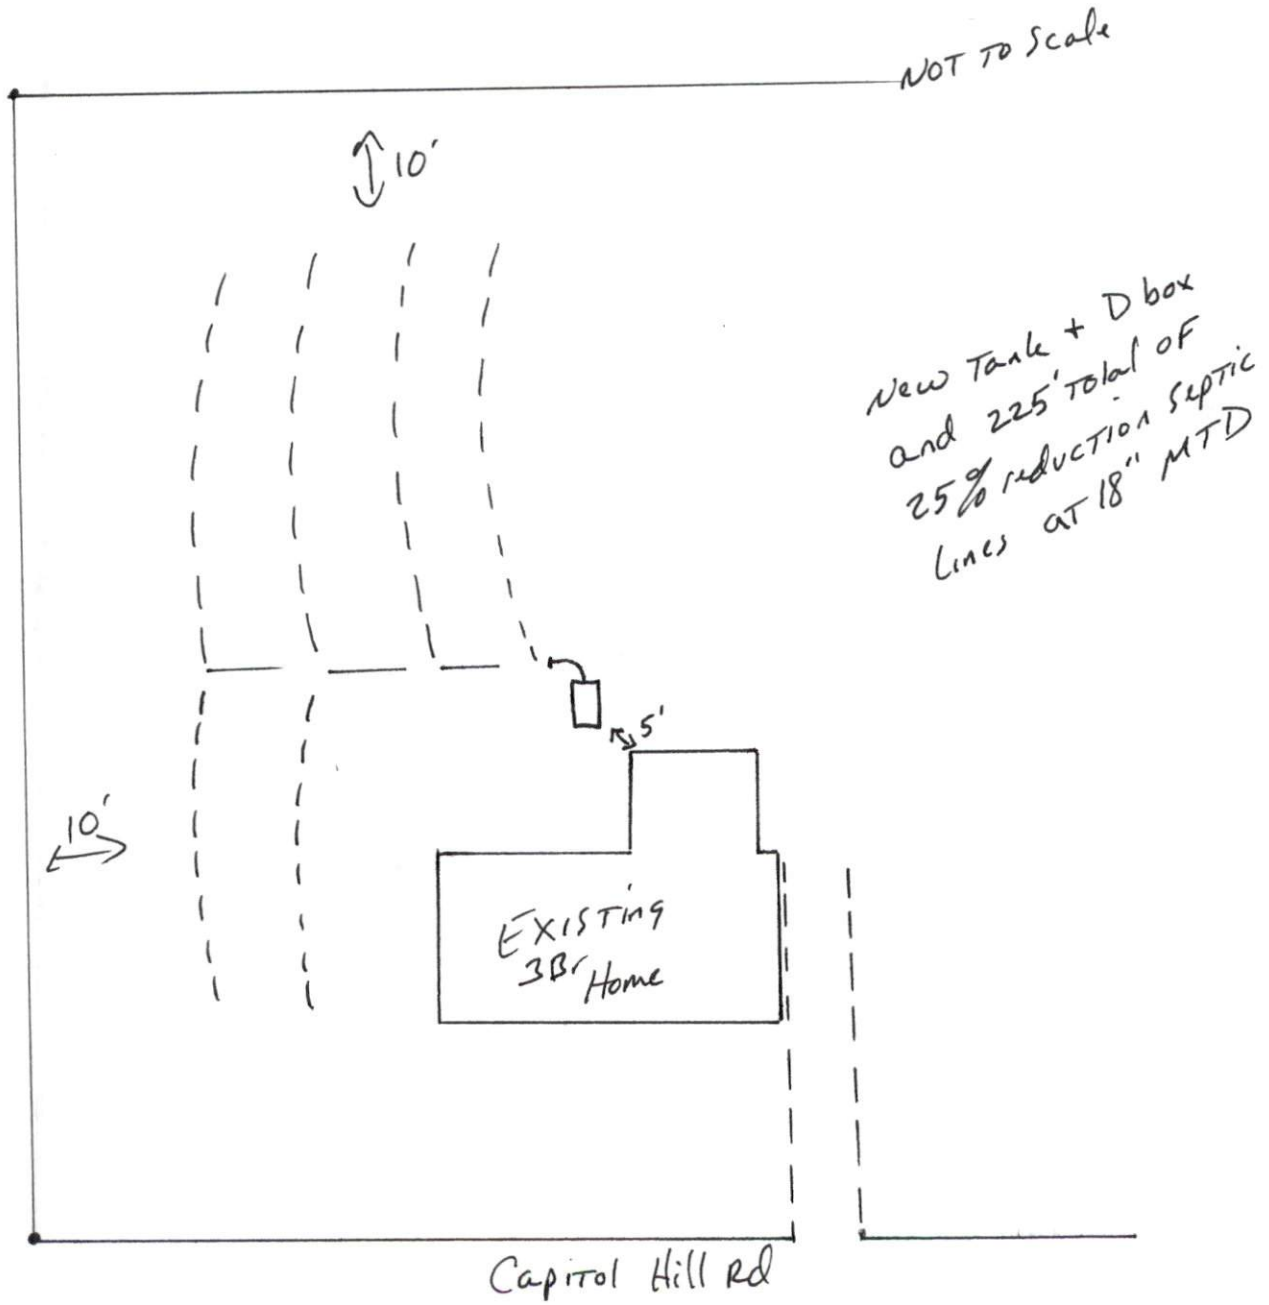 NOT TO Scale
10'
New Tank + D box
and 225' Total OF
25% reduction Septic
Lines at 18" MTD
5'
10'
Existing
3Br Home
Capitol Hill Rd